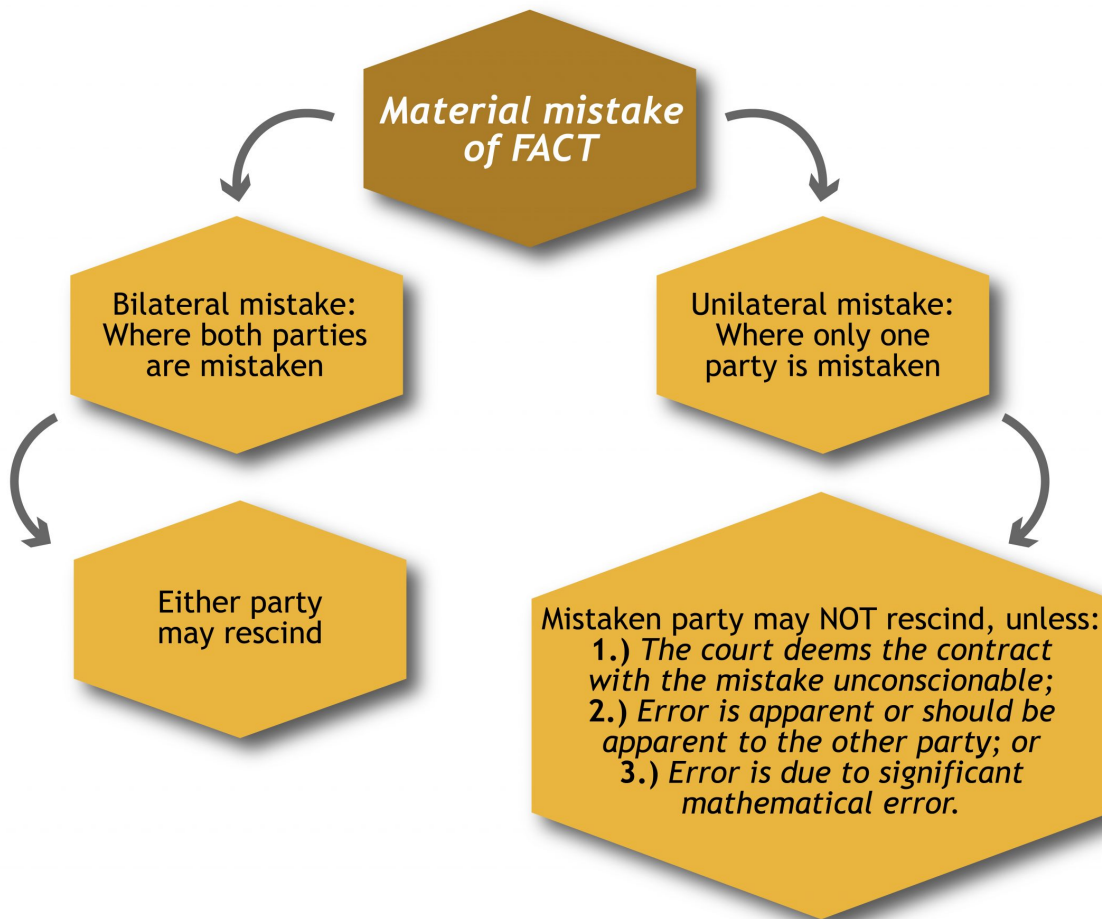 Material mistake
of FACT
Bilateral mistake:
Where both parties
are mistaken
Unilateral mistake:
Where only one
party is mistaken
Either party
may rescind
Mistaken party may NOT rescind, unless:
1.) The court deems the contract
with the mistake unconscionable;
2.) Error is apparent or should be
apparent to the other party; or
3.) Error is due to significant
mathematical error.